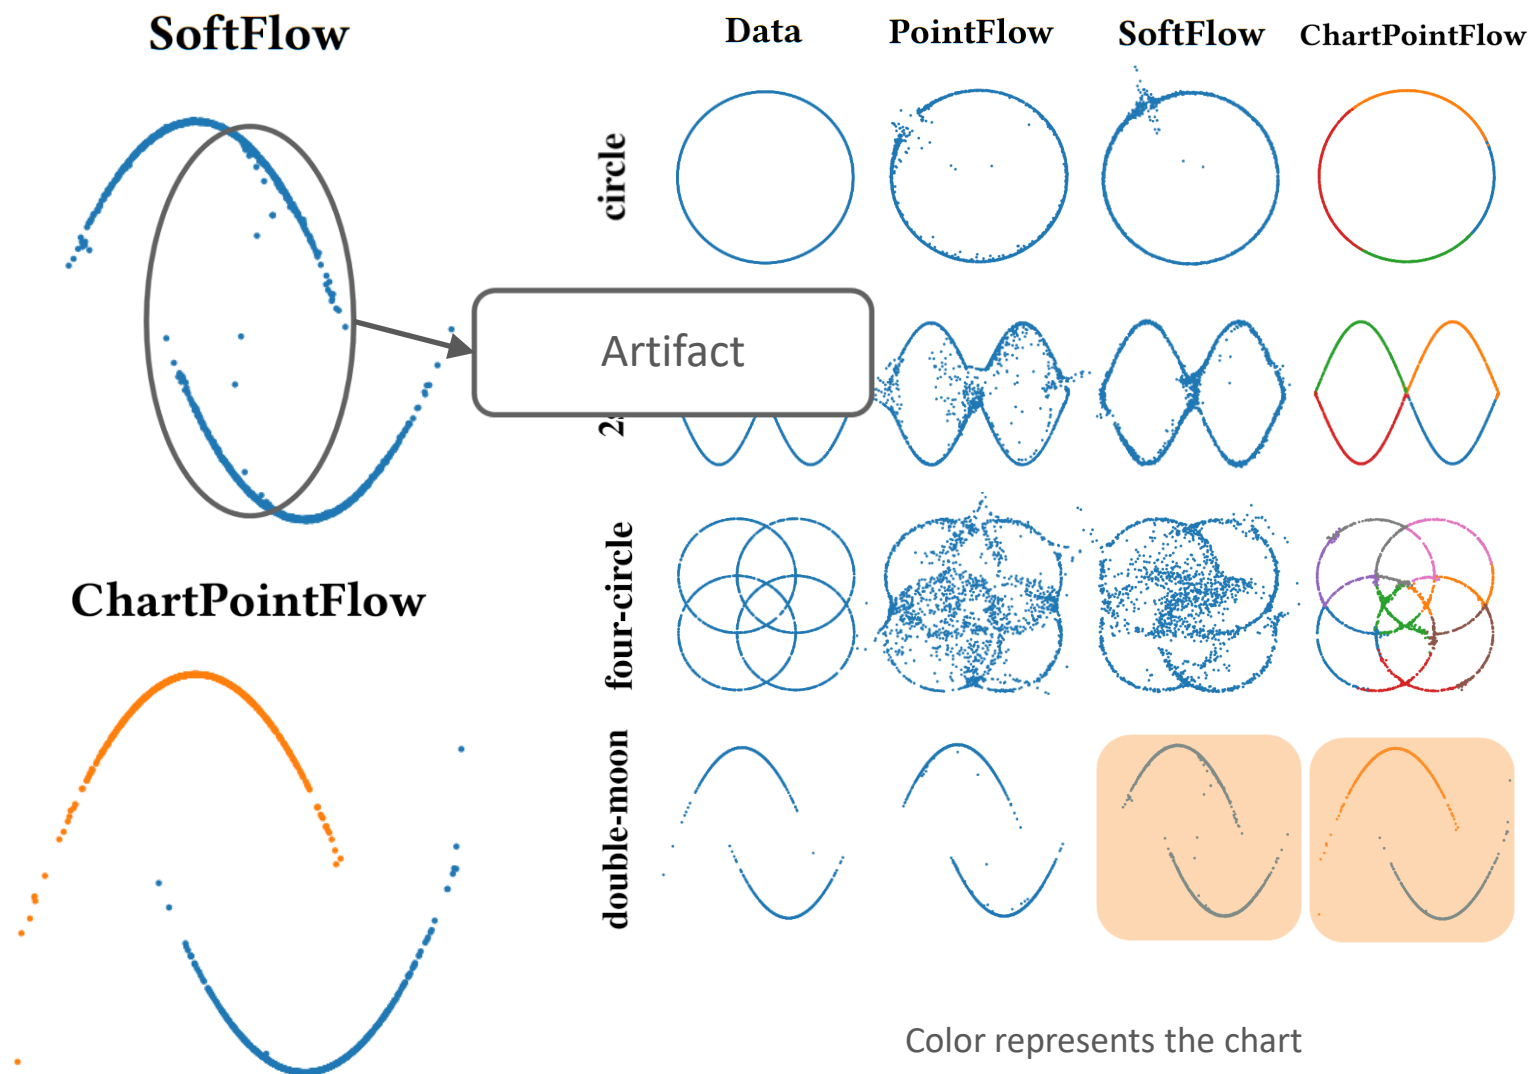 SoftFlow
Data PointFlow SoftFlow ChartPointFlow
circle
Artifact
four-circle
ChartPointFlow
double-moon
Color represents the chart